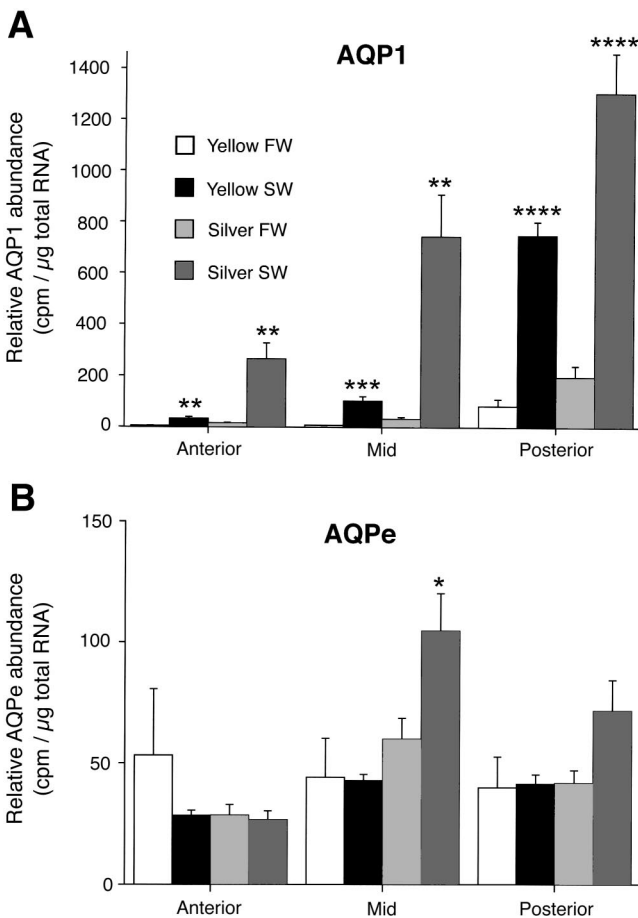 A
AQP1
Relative AQP1 abundance
(cpm / µg total RNA)
1400
1200
1000
800
600
400
200
0
Yellow FW
Yellow SW
Silver FW
Silver SW
**
**
***
**
****
****
Anterior
Mid
Posterior
B
AQPe
Relative AQPe abundance
(cpm / µg total RNA)
150
100
50
0
*
Anterior
Mid
Posterior